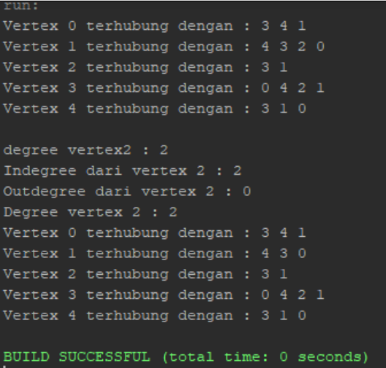 run:
Vertex 0 terhubung dengan : 3 4 1
Vertex 1 terhubung dengan : 4 3 2 0
Vertex 2 terhubung dengan : 3 1
Vertex 3 terhubung dengan : 0 4 2 1
Vertex 4 terhubung dengan : 3 1 0
degree vertex2 : 2
Indegree dari vertex 2 : 2
Outdegree dari vertex 2 : 0
Degree vertex 2 : 2
Vertex 0 terhubung dengan : 3 4 1
Vertex 1 terhubung dengan : 4 3 0
Vertex 2 terhubung dengan : 3 1
Vertex 3 terhubung dengan : 0 4 2 1
Vertex 4 terhubung dengan : 3 1 0
BUILD SUCCESSFUL (total time: 0 seconds)